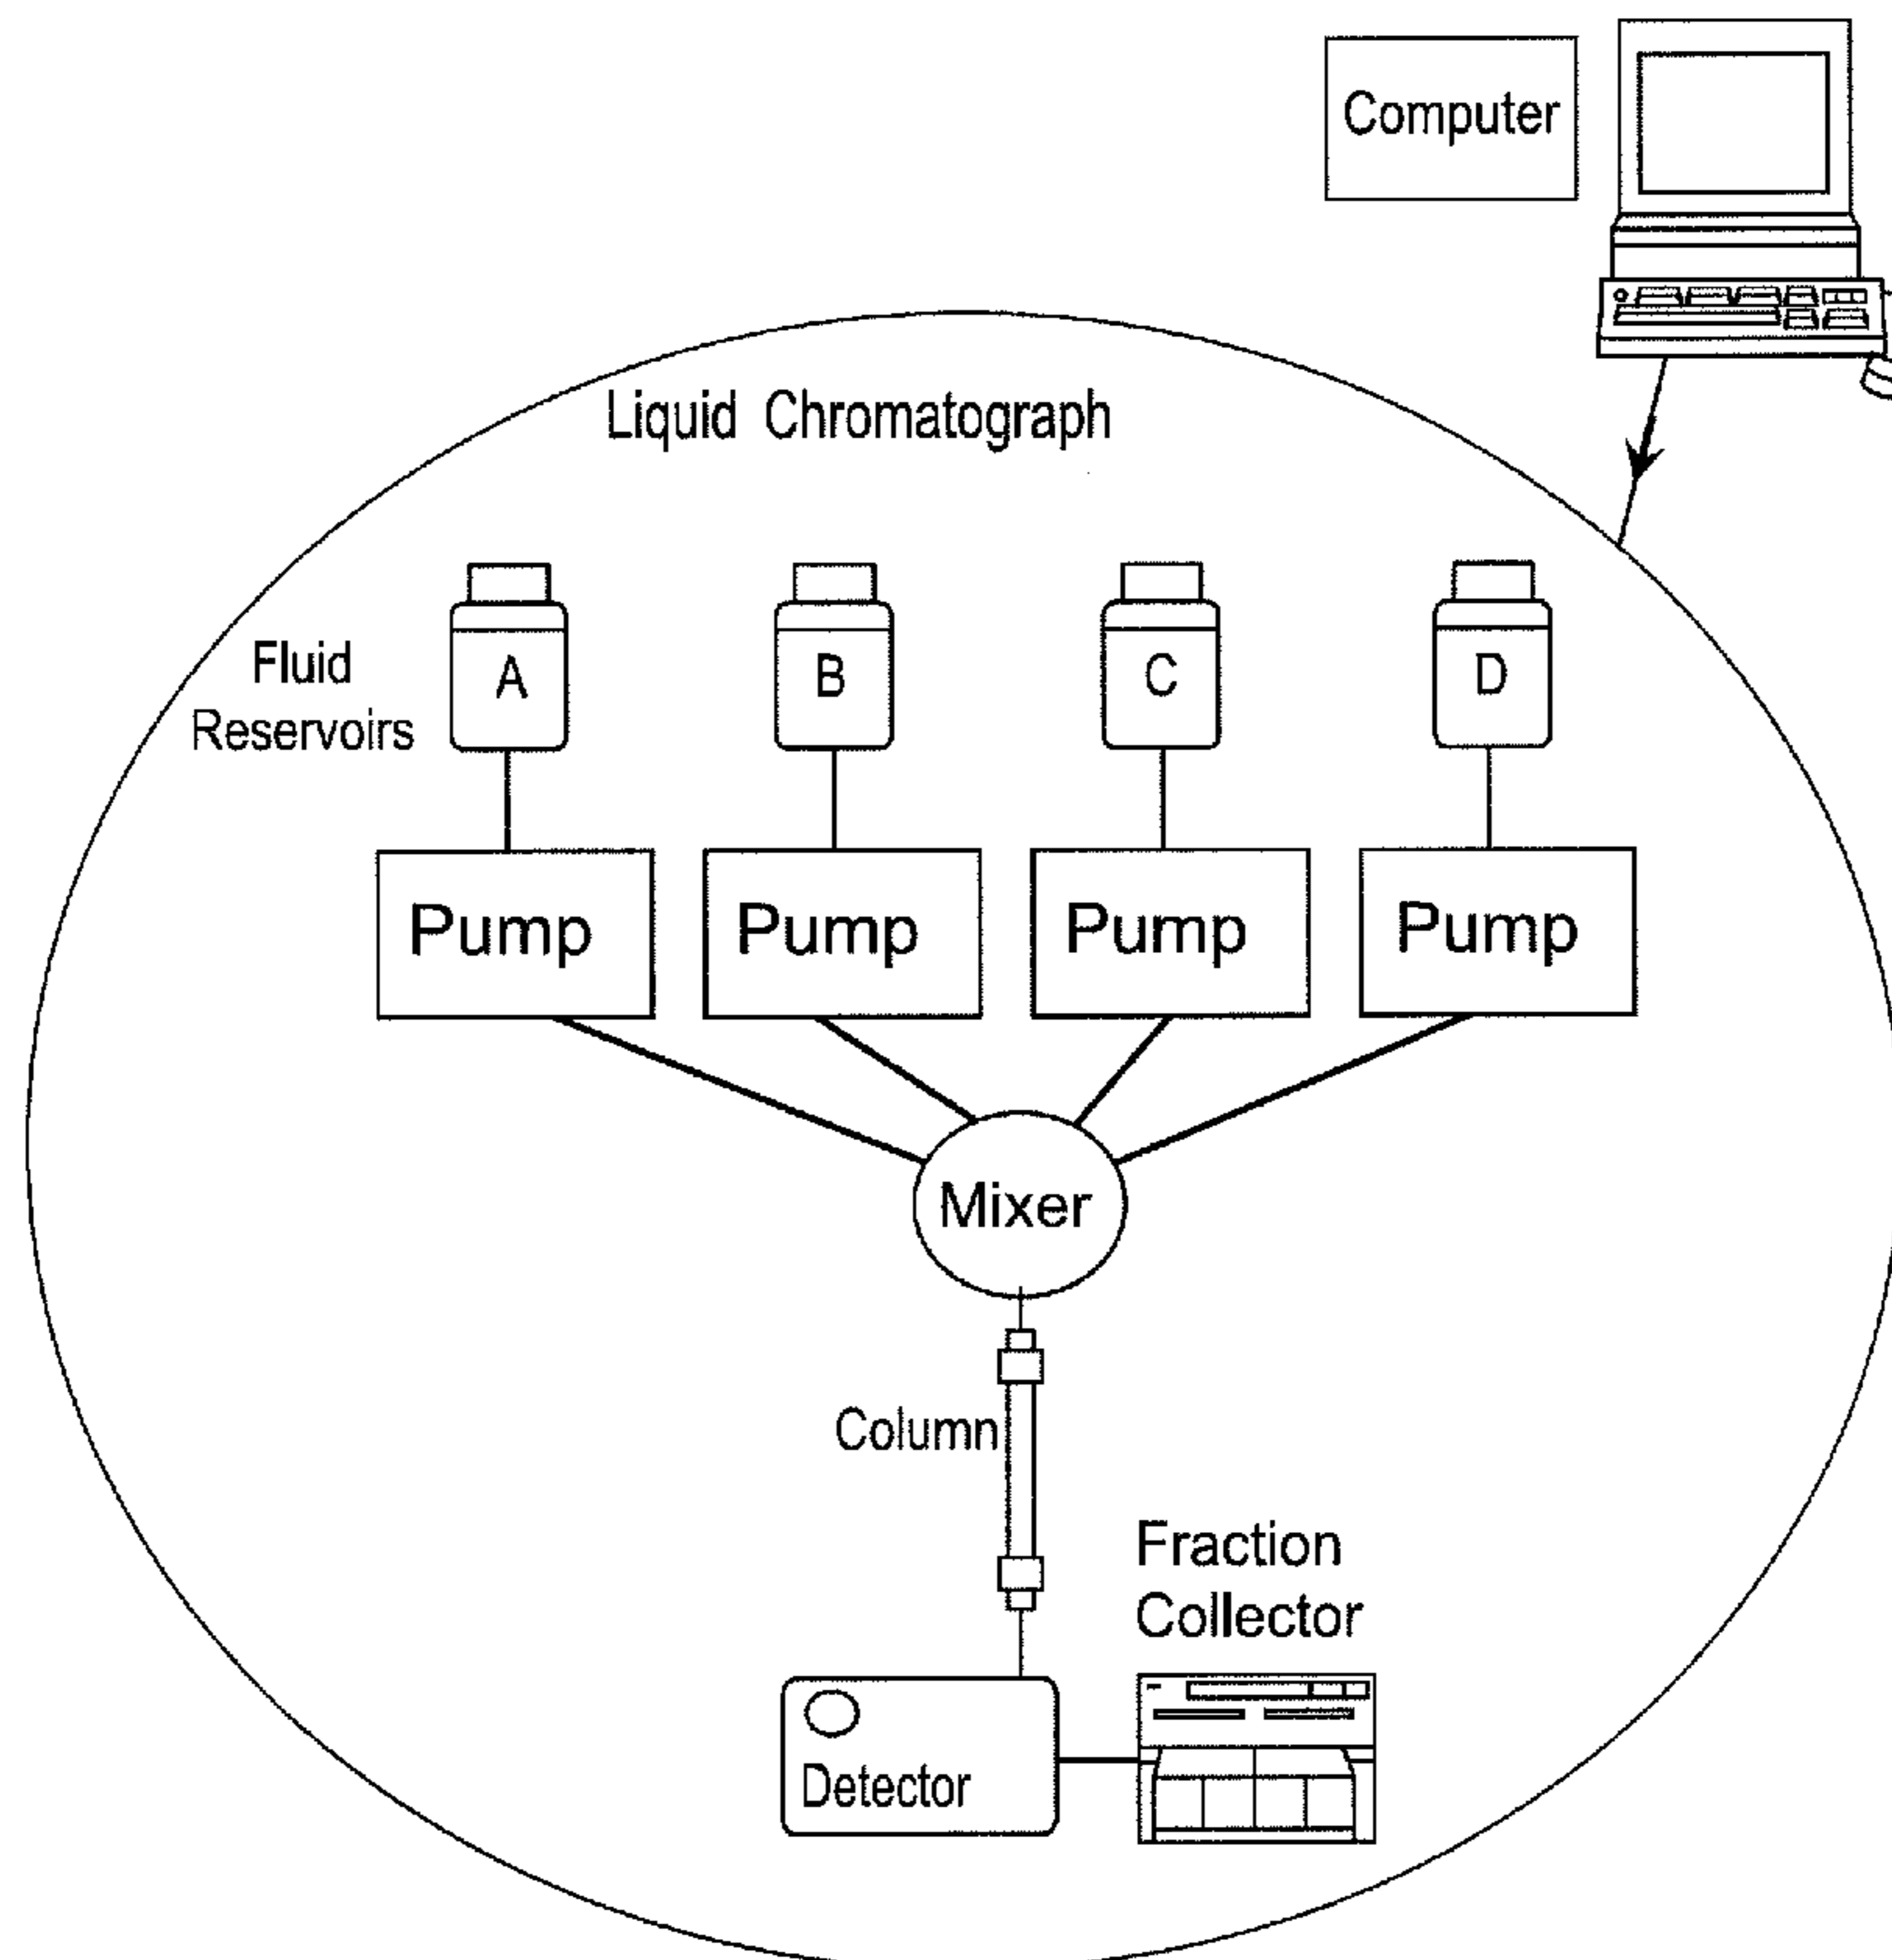 Computer
Liquid Chromatograph
Fluid
Reservoirs
A
B
C
D
Pump
Pump
Pump
Pump
Mixer
Column
Fraction
Collector
Detector